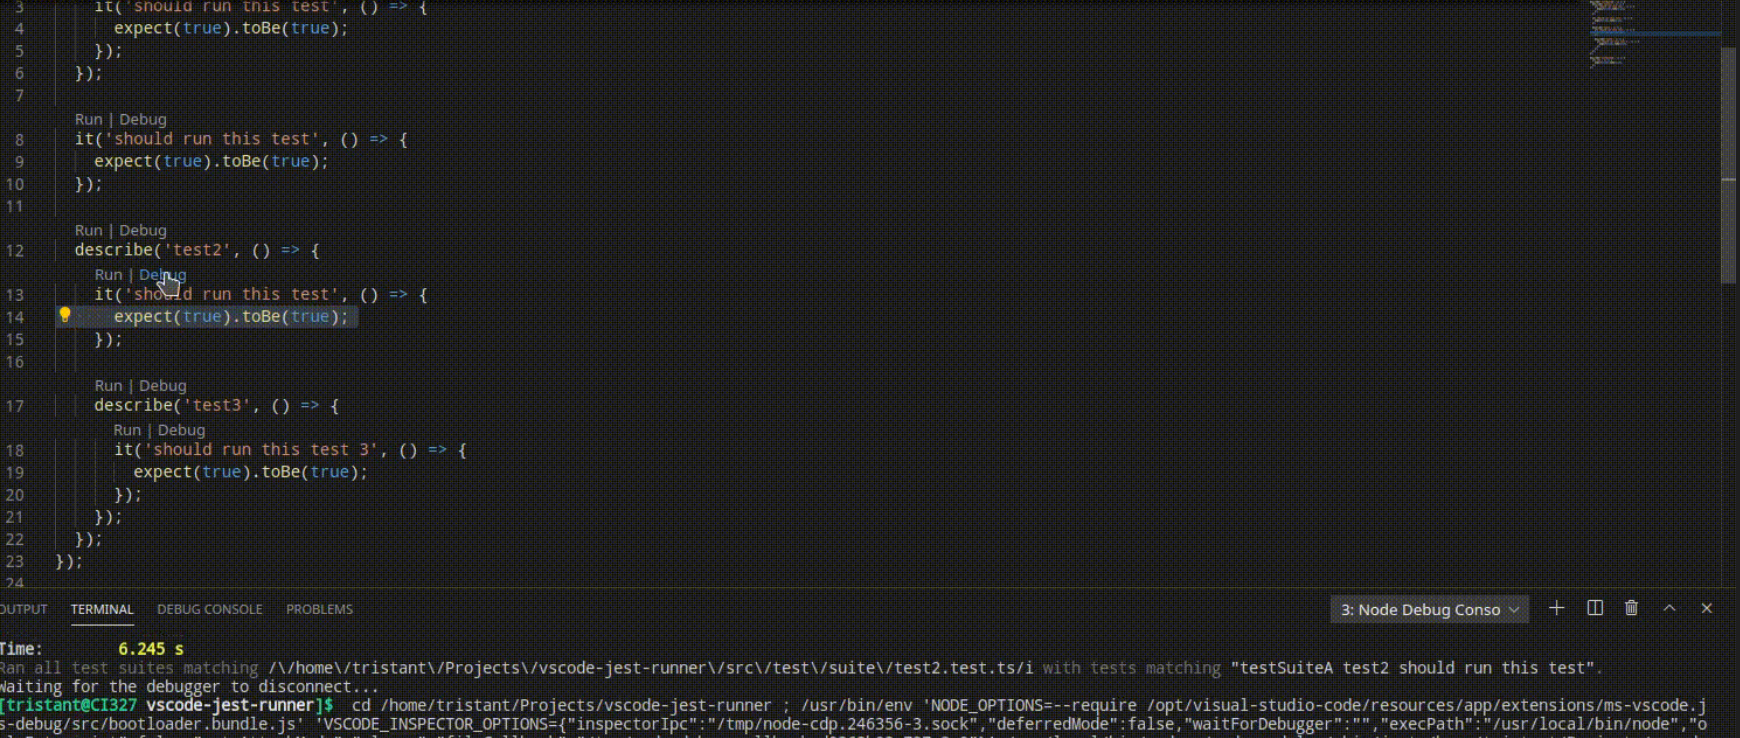 3 it('should run this test', () => {
4 expect(true).toBe(true);
5 });
6 });
7
Run | Debug
8 it('should run this test', () => {
9 expect(true).toBe(true);
10 });
11
Run | Debug
12 describe('test2', () => {
Run | Debug
13 it('should run this test', () => {
14 expect(true).toBe(true);
15 });
16
Run | Debug
17 describe('test3', () => {
Run | Debug
18 it('should run this test 3', () => {
19 expect(true).toBe(true);
20 });
21 });
22 });
23 });
24
OUTPUT TERMINAL DEBUG CONSOLE PROBLEMS 3: Node Debug Conso
Time: 6.245 s
Ran all test suites matching /\/home\/tristant\/Projects\/vscode-jest-runner\/src\/test\/suite\/test2.test.ts/i with tests matching "testSuiteA test2 should run this test".
Waiting for the debugger to disconnect...
[tristant@CI327 vscode-jest-runner]$ cd /home/tristant/Projects/vscode-jest-runner ; /usr/bin/env 'NODE_OPTIONS=--require /opt/visual-studio-code/resources/app/extensions/ms-vscode.j
s-debug/src/bootloader.bundle.js' 'VSCODE_INSPECTOR_OPTIONS={"inspectorIpc":"/tmp/node-cdp.246356-3.sock","deferredMode":false,"waitForDebugger":"","execPath":"/usr/local/bin/node","o